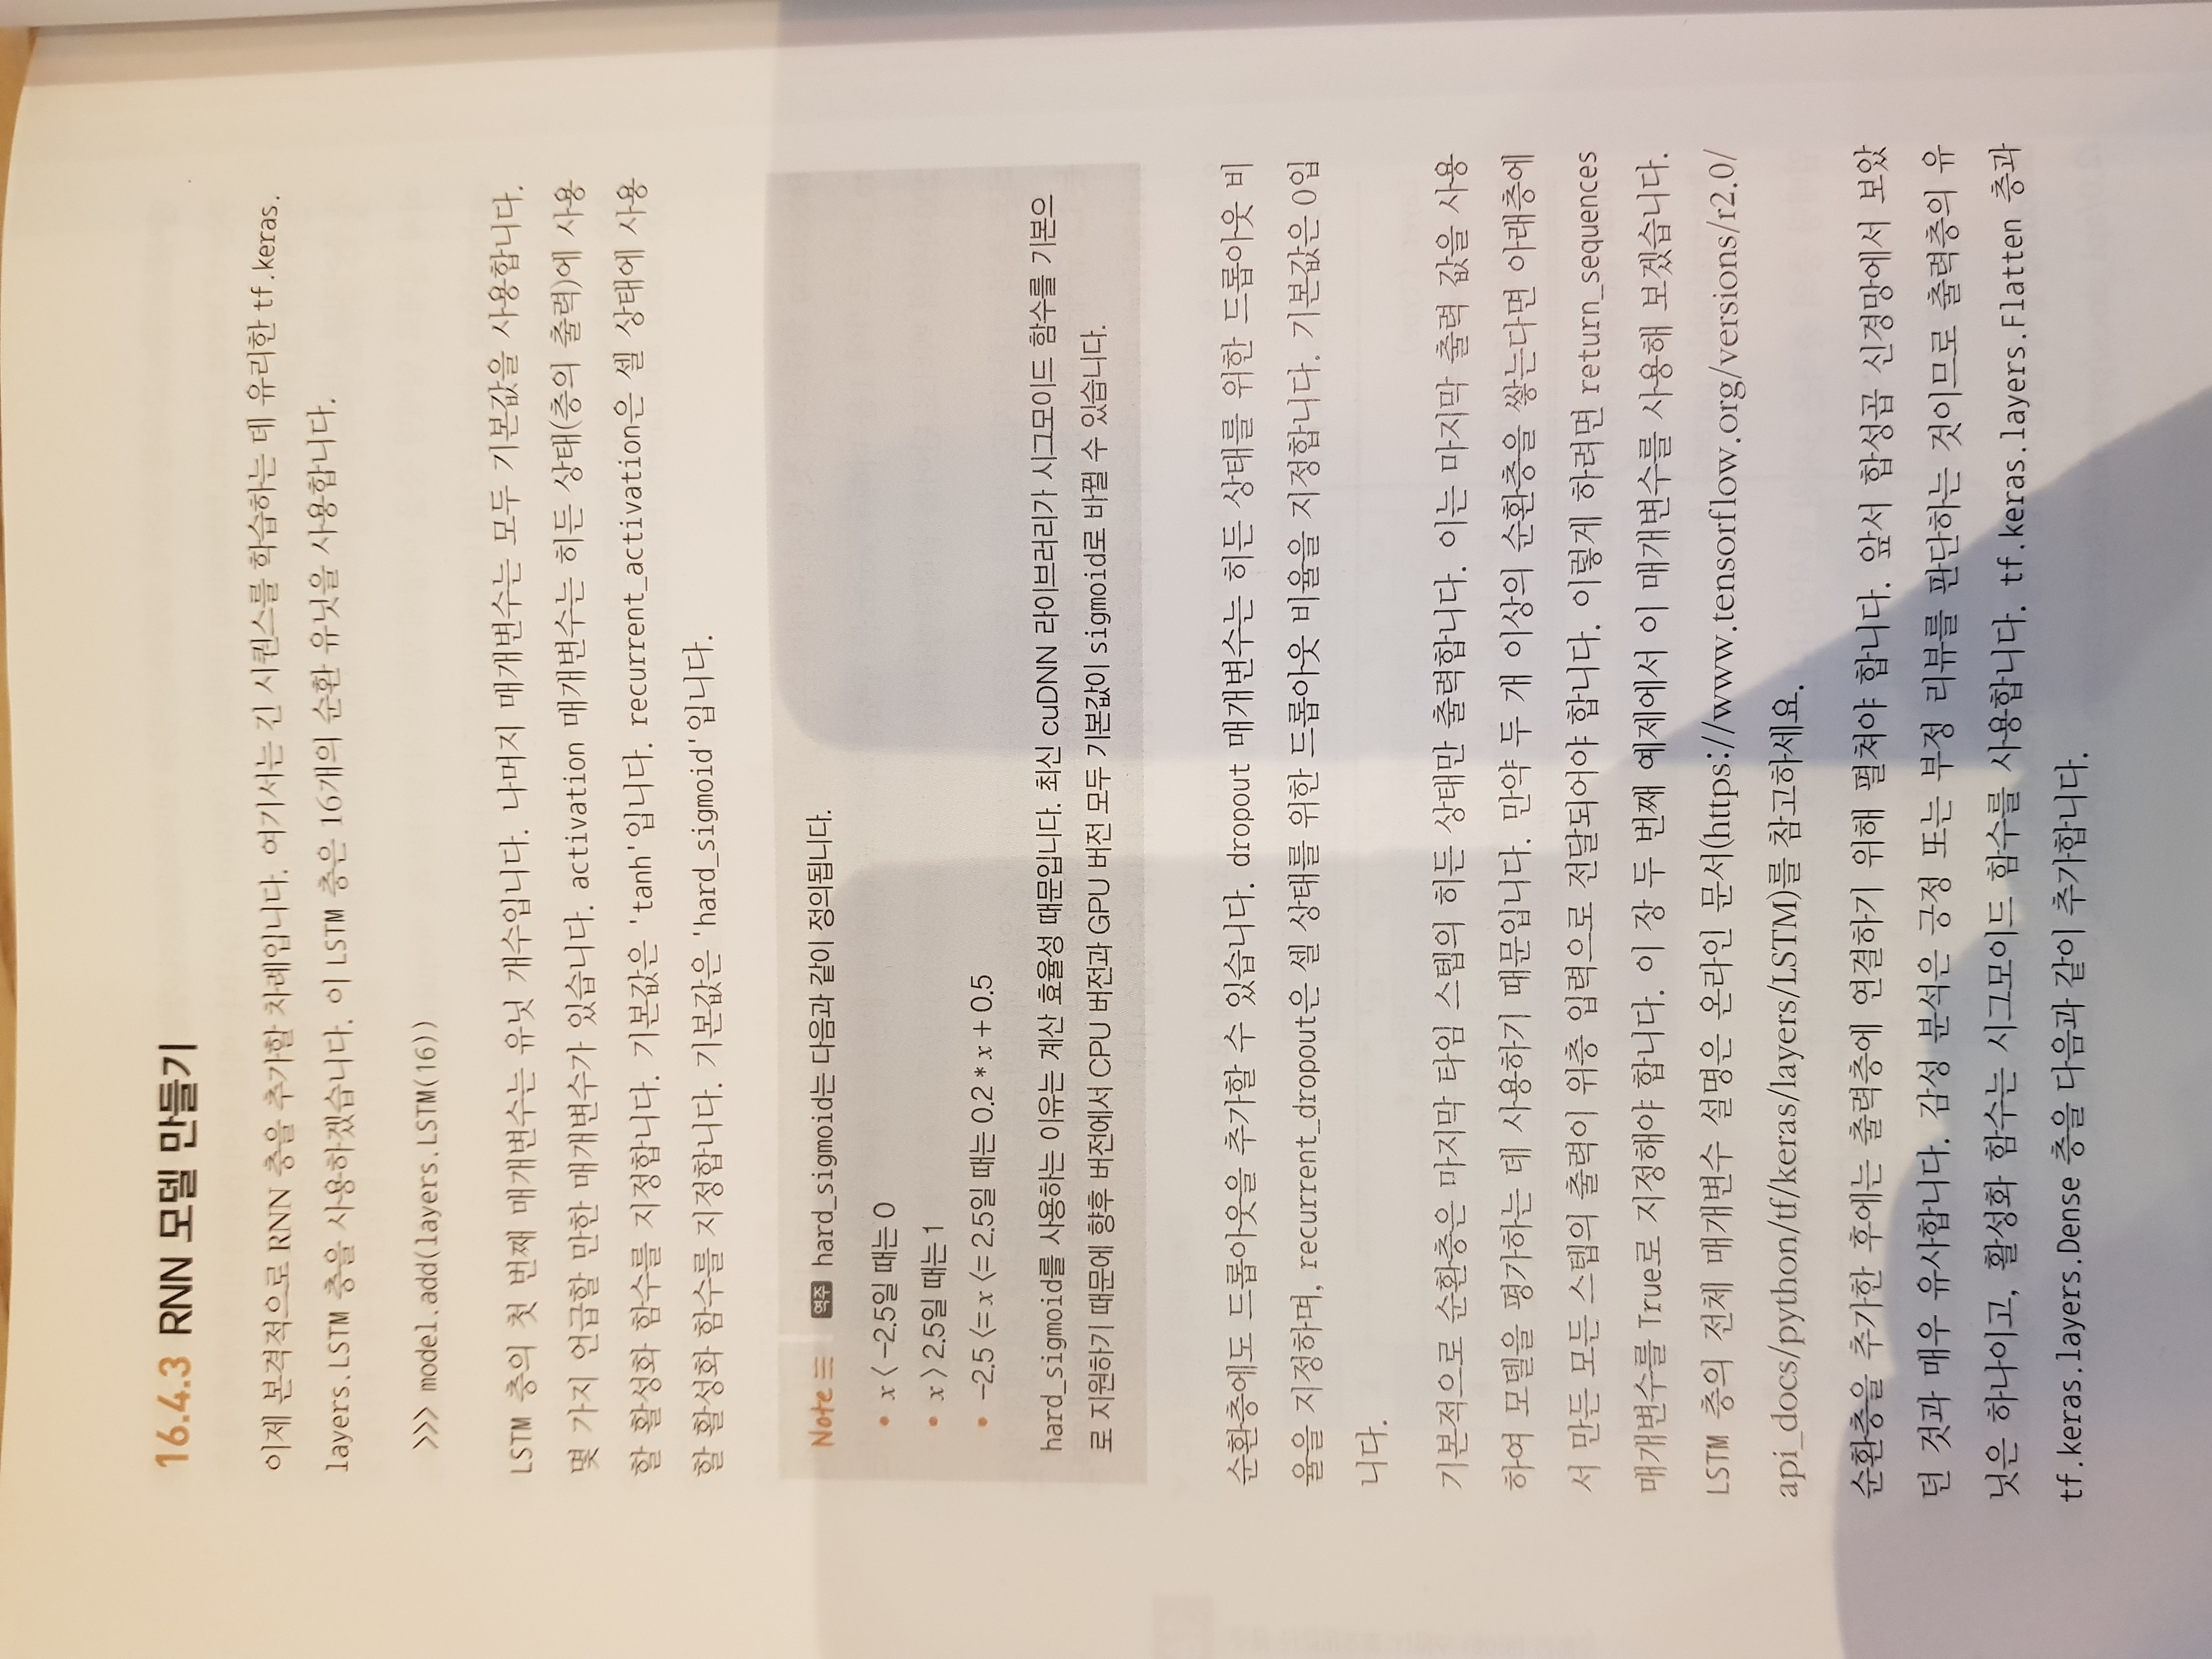 16.4.3 RNN 모델 만들기
이제 본격적으로 RNN 층을 추가할 차례입니다. 여기서는 긴 시퀀스를 학습하는 데 유리한 tf.keras.
layers.LSTM 층을 사용하겠습니다. 이 LSTM 층은 16개의 순환 유닛을 사용합니다.
>>> model.add(layers.LSTM(16))
LSTM 층의 첫 번째 매개변수는 유닛 개수입니다. 나머지 매개변수는 모두 기본값을 사용합니다.
몇 가지 언급할 만한 매개변수가 있습니다. activation 매개변수는 히든 상태(층의 출력)에 사용
할 활성화 함수를 지정합니다. 기본값은 'tanh'입니다. recurrent_activation은 셀 상태에 사용
할 활성화 함수를 지정합니다. 기본값은 'hard_sigmoid'입니다.
Note 역주 hard_sigmoid는 다음과 같이 정의됩니다.
• x < -2.5일 때는 0
• x > 2.5일 때는 1
• -2.5 <= x <= 2.5일 때는 0.2 * x + 0.5
hard_sigmoid를 사용하는 이유는 계산 효율성 때문입니다. 최신 cuDNN 라이브러리가 시그모이드 함수를 기본으
로 지원하기 때문에 향후 버전에서 CPU 버전과 GPU 버전 모두 기본값이 sigmoid로 바뀔 수 있습니다.
순환층에도 드롭아웃을 추가할 수 있습니다. dropout 매개변수는 히든 상태를 위한 드롭아웃 비
율을 지정하며, recurrent_dropout은 셀 상태를 위한 드롭아웃 비율을 지정합니다. 기본값은 0입
니다.
기본적으로 순환층은 마지막 타임 스텝의 히든 상태만 출력합니다. 이는 마지막 출력 값을 사용
하여 모델을 평가하는 데 사용하기 때문입니다. 만약 두 개 이상의 순환층을 쌓는다면 아래층에
서 만든 모든 스텝의 출력이 위층 입력으로 전달되어야 합니다. 이렇게 하려면 return_sequences
매개변수를 True로 지정해야 합니다. 이 장 두 번째 예제에서 이 매개변수를 사용해 보겠습니다.
LSTM 층의 전체 매개변수 설명은 온라인 문서(https://www.tensorflow.org/versions/r2.0/
api_docs/python/tf/keras/layers/LSTM)를 참고하세요.
순환층을 추가한 후에는 출력층에 연결하기 위해 펼쳐야 합니다. 앞서 합성곱 신경망에서 보았
던 것과 매우 유사합니다. 감성 분석은 긍정 또는 부정 리뷰를 판단하는 것이므로 출력층의 유
닛은 하나이고, 활성화 함수는 시그모이드 함수를 사용합니다. tf.keras.layers.Flatten 층과
tf.keras.layers.Dense 층을 다음과 같이 추가합니다.